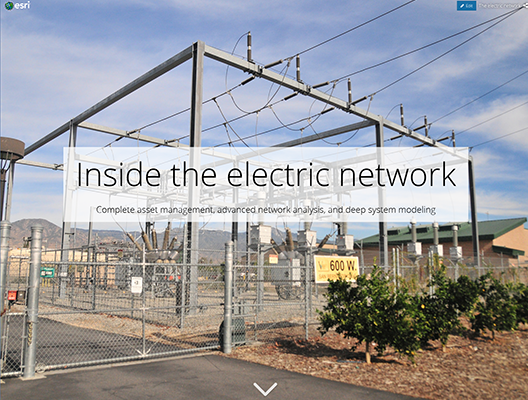 esri
Edit
Inside the electric network
Complete asset management, advanced network analysis, and deep system modeling
600 W.